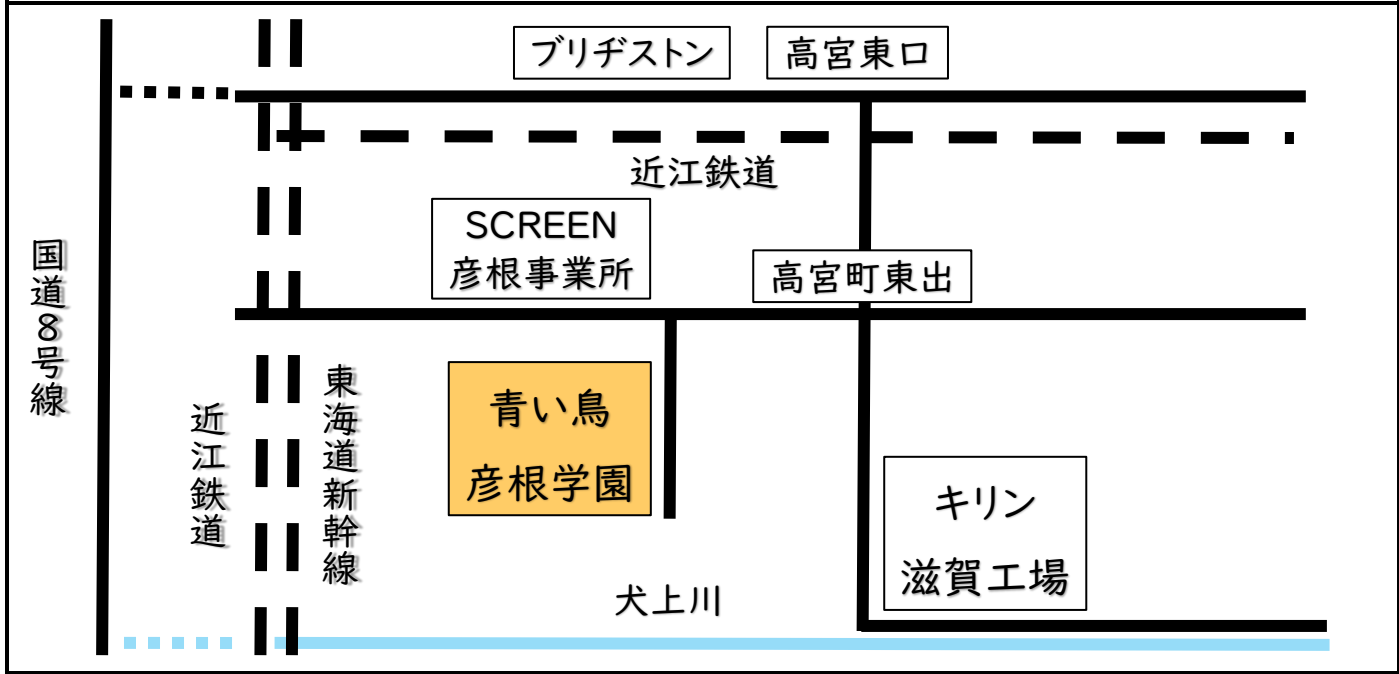 ブリヂストン
高宮東口
近江鉄道
SCREEN
彦根事業所
高宮町東出
国道8号線
青い鳥
彦根学園
東海道新幹線
近江鉄道
キリン
滋賀工場
犬上川